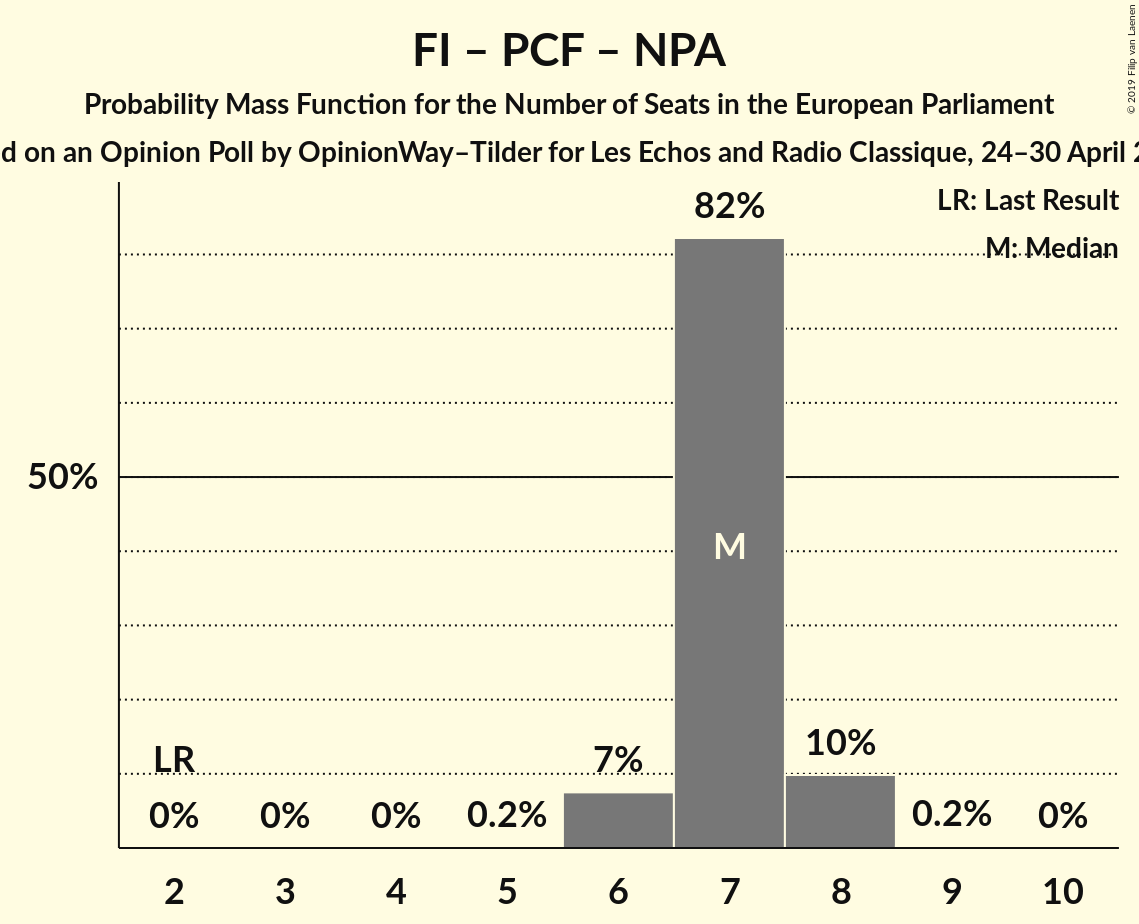 FI – PCF – NPA
Probability Mass Function for the Number of Seats in the European Parliament
d on an Opinion Poll by OpinionWay–Tilder for Les Echos and Radio Classique, 24–30 April 2
© 2019 Filip van Laenen
LR: Last Result
M: Median
82%
50%
M
LR
7%
10%
0% 0% 0% 0.2% 0.2% 0%
2 3 4 5 6 7 8 9 10